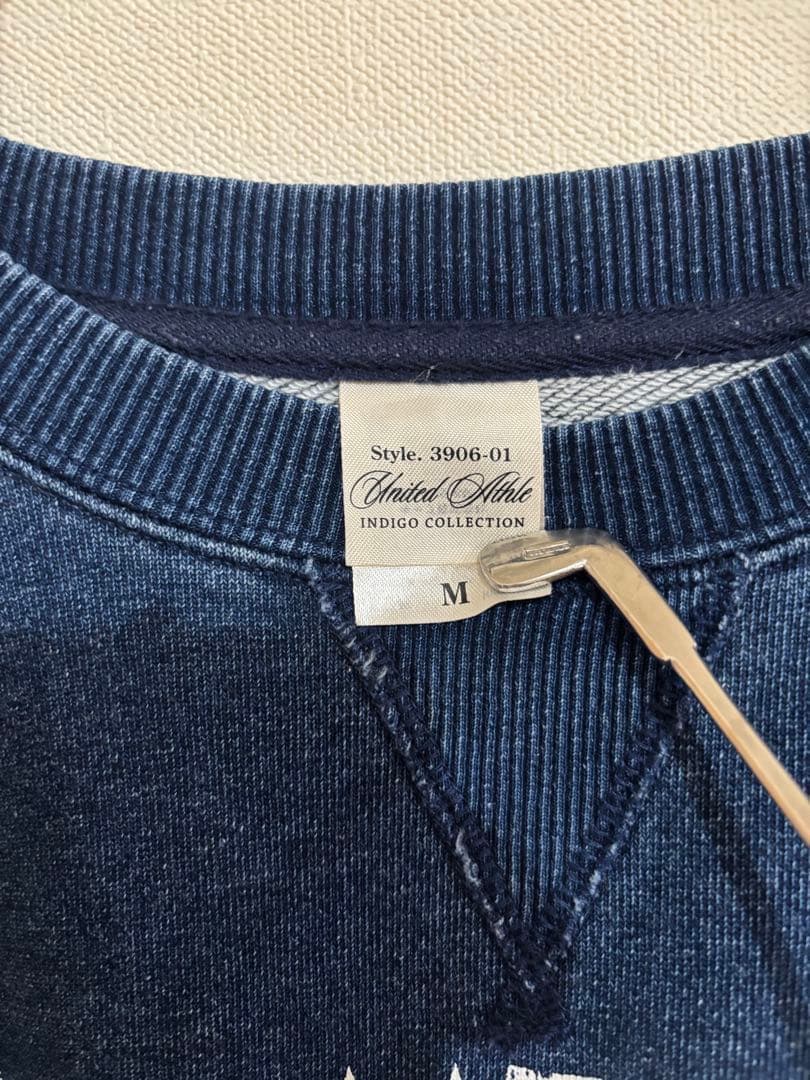 Style. 3906-01
United Athle
INDIGO COLLECTION
M